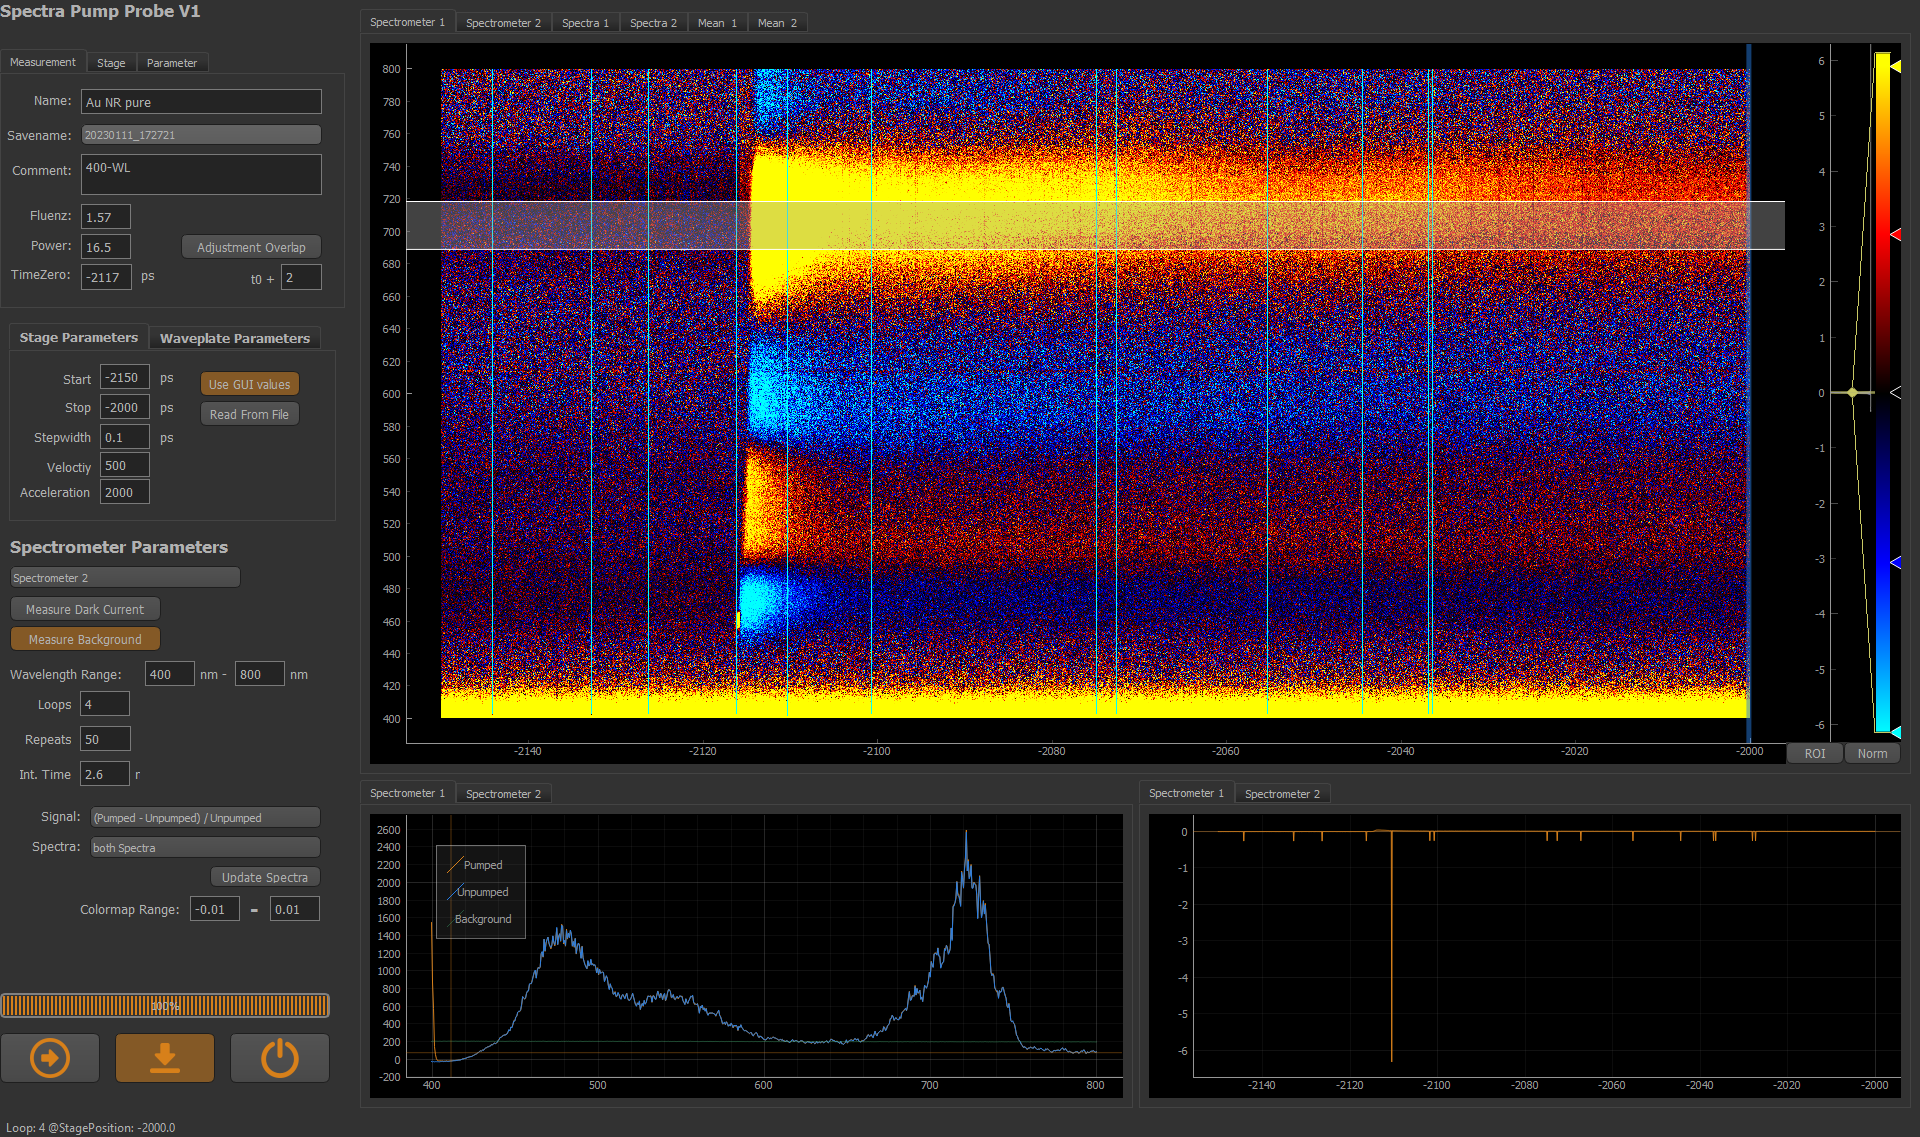 Spectra Pump Probe V1
Measurement Stage Parameter
Name: Au NR pure
Savename: 20230111_172721
Comment: 400-WL
Fluenz: 1.57
Power: 16.5 Adjustment Overlap
TimeZero: -2117 ps t0 + 2
Stage Parameters Waveplate Parameters
Start -2150 ps Use GUI values
Stop -2000 ps Read From File
Stepwidth 0.1 ps
Veloctiy 500
Acceleration 2000
Spectrometer Parameters
Spectrometer 2
Measure Dark Current
Measure Background
Wavelength Range: 400 nm - 800 nm
Loops 4
Repeats 50
Int. Time 2.6 r
Signal: (Pumped - Unpumped) / Unpumped
Spectra: both Spectra
Update Spectra
Colormap Range: -0.01 - 0.01
100%
Loop: 4 @StagePosition: -2000.0
Spectrometer 1 Spectrometer 2 Spectra 1 Spectra 2 Mean 1 Mean 2
800
780
760
740
720
700
680
660
640
620
600
580
560
540
520
500
480
460
440
420
400
-2140 -2120 -2100 -2080 -2060 -2040 -2020 -2000
6
5
4
3
2
1
0
-1
-2
-3
-4
-5
-6
ROI Norm
Spectrometer 1 Spectrometer 2
2600
2400
2200
2000
1800
1600
1400
1200
1000
800
600
400
200
0
-200
Pumped
Unpumped
Background
400 500 600 700 800
Spectrometer 1 Spectrometer 2
0
-1
-2
-3
-4
-5
-6
-2140 -2120 -2100 -2080 -2060 -2040 -2020 -2000